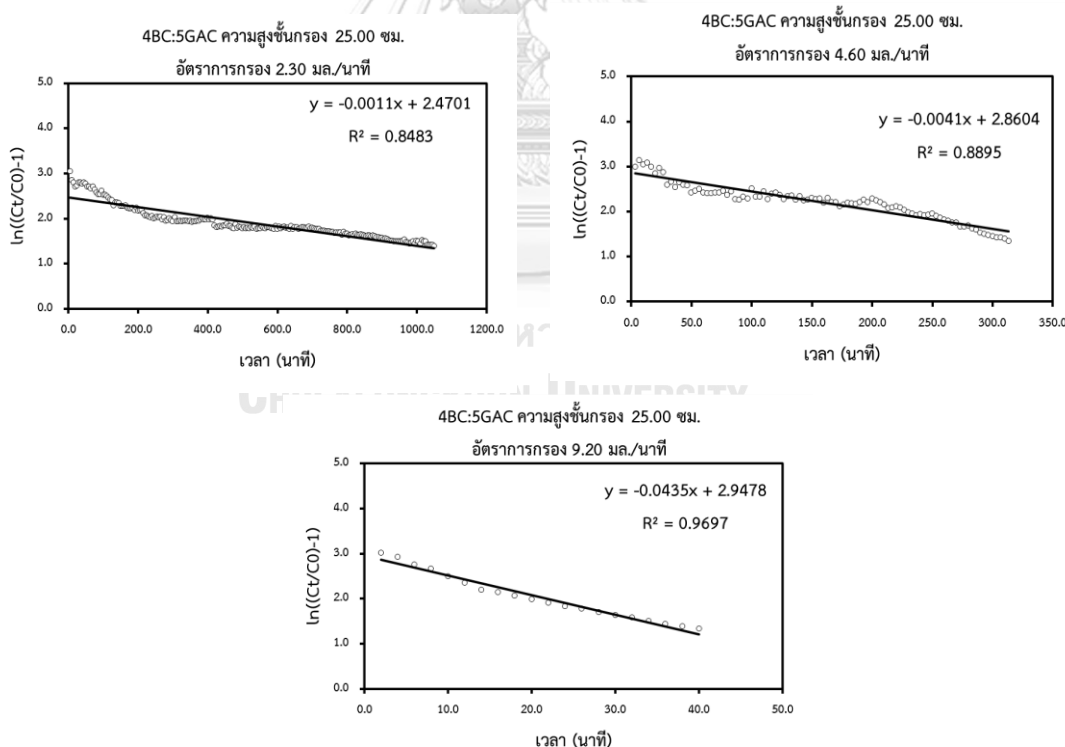 4BC:5GAC ความสูงชั้นกรอง 25.00 ซม.
อัตราการกรอง 2.30 มล./นาที
y = -0.0011x + 2.4701
R² = 0.8483
ln((Ct/C0)-1)
5.0
4.0
3.0
2.0
1.0
0.0
0.0 200.0 400.0 600.0 800.0 1000.0 1200.0
เวลา (นาที)
4BC:5GAC ความสูงชั้นกรอง 25.00 ซม.
อัตราการกรอง 4.60 มล./นาที
y = -0.0041x + 2.8604
R² = 0.8895
ln((Ct/C0)-1)
5.0
4.0
3.0
2.0
1.0
0.0
0.0 50.0 100.0 150.0 200.0 250.0 300.0 350.0
เวลา (นาที)
4BC:5GAC ความสูงชั้นกรอง 25.00 ซม.
อัตราการกรอง 9.20 มล./นาที
y = -0.0435x + 2.9478
R² = 0.9697
ln((Ct/C0)-1)
5.0
4.0
3.0
2.0
1.0
0.0
0.0 10.0 20.0 30.0 40.0 50.0
เวลา (นาที)